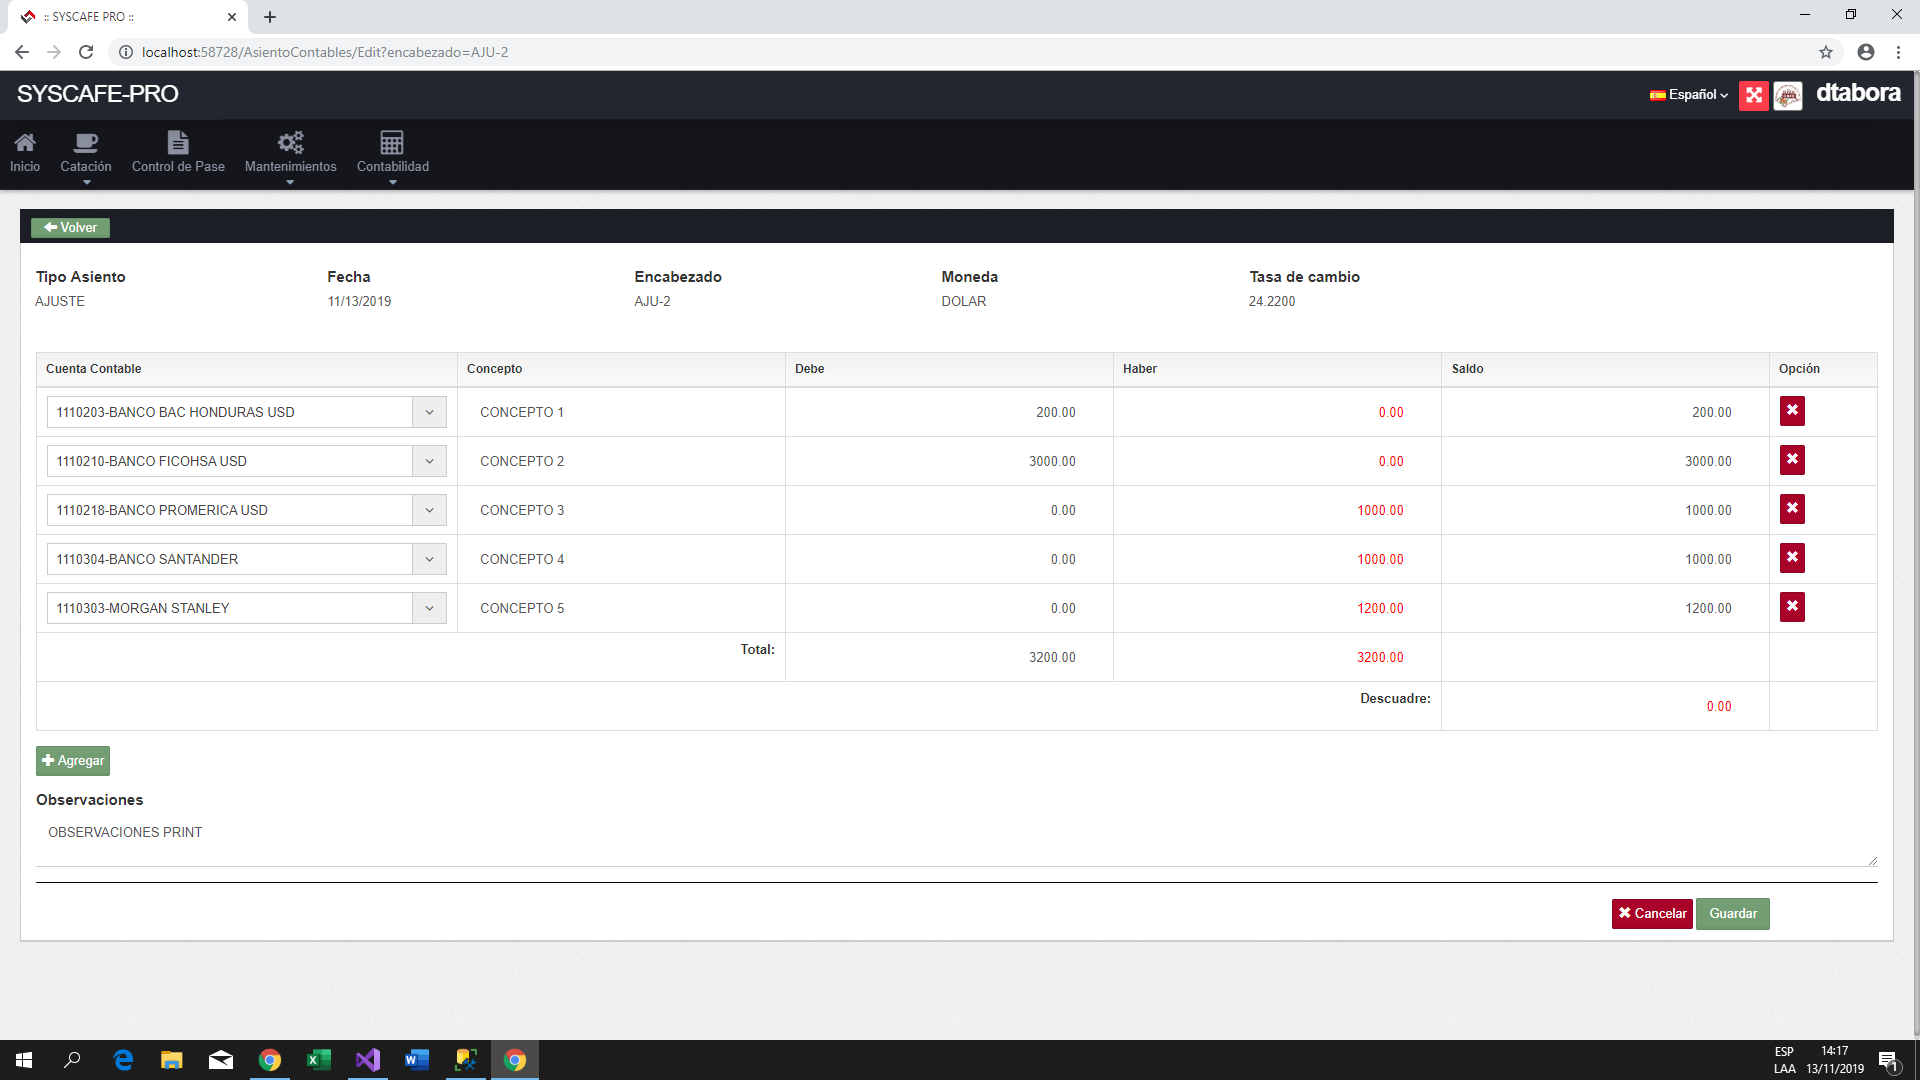 :: SYSCAFE PRO ::
localhost:58728/AsientoContables/Edit?encabezado=AJU-2
SYSCAFE-PRO
Español
dtabora
Inicio
Catación
Control de Pase
Mantenimientos
Contabilidad
Volver
Tipo Asiento Fecha Encabezado Moneda Tasa de cambio
AJUSTE 11/13/2019 AJU-2 DOLAR 24.2200
Cuenta Contable Concepto Debe Haber Saldo Opción
1110203-BANCO BAC HONDURAS USD CONCEPTO 1 200.00 0.00 200.00
1110210-BANCO FICOHSA USD CONCEPTO 2 3000.00 0.00 3000.00
1110218-BANCO PROMERICA USD CONCEPTO 3 0.00 1000.00 1000.00
1110304-BANCO SANTANDER CONCEPTO 4 0.00 1000.00 1000.00
1110303-MORGAN STANLEY CONCEPTO 5 0.00 1200.00 1200.00
Total: 3200.00 3200.00
Descuadre: 0.00
Agregar
Observaciones
OBSERVACIONES PRINT
Cancelar Guardar
ESP 14:17
LAA 13/11/2019 1